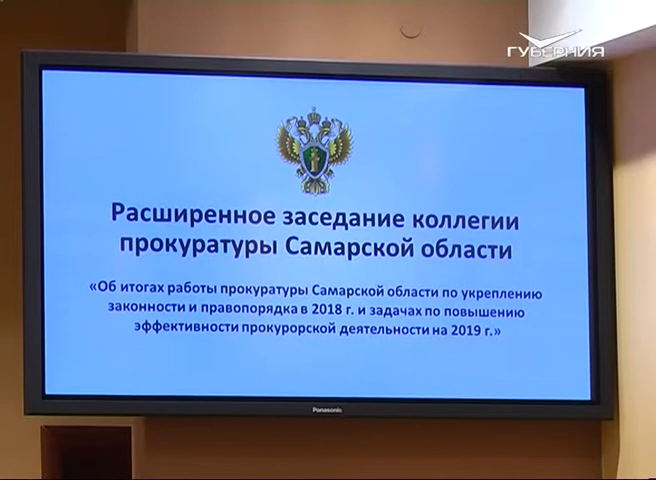 ГУБЕРНИЯ
Расширенное заседание коллегии
прокуратуры Самарской области
«Об итогах работы прокуратуры Самарской области по укреплению
законности и правопорядка в 2018 г. и задачах по повышению
эффективности прокурорской деятельности на 2019 г.»
Panasonic